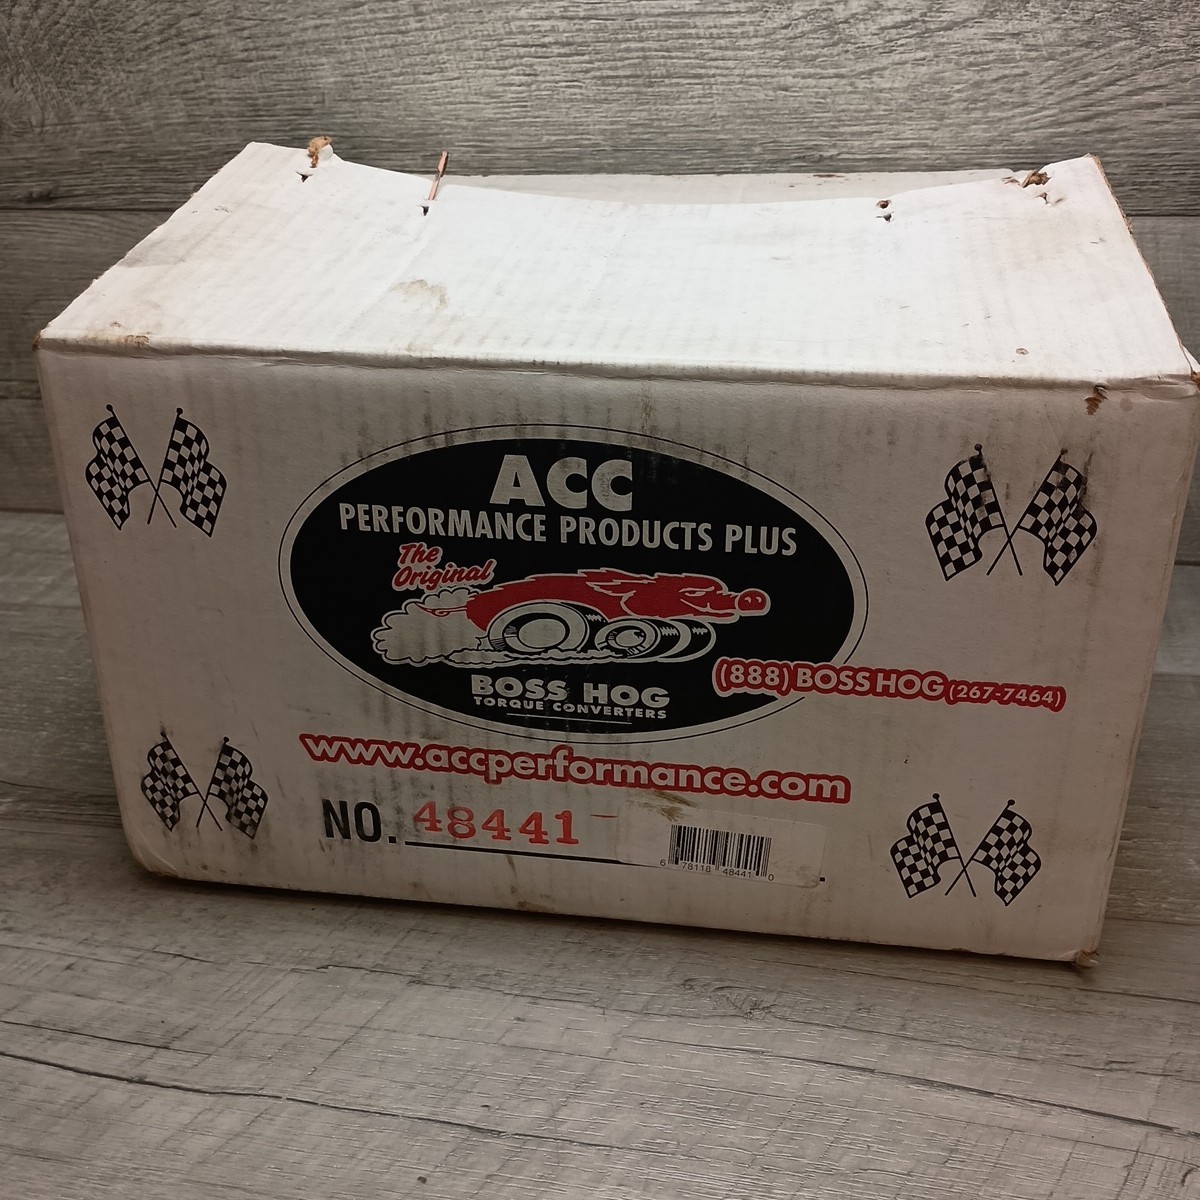 ACC
PERFORMANCE PRODUCTS PLUS
The
Original
BOSS HOG
TORQUE CONVERTERS
(888) BOSS HOG (267-7464)
www.accperformance.com
NO. 48441
6 78118 48441 0